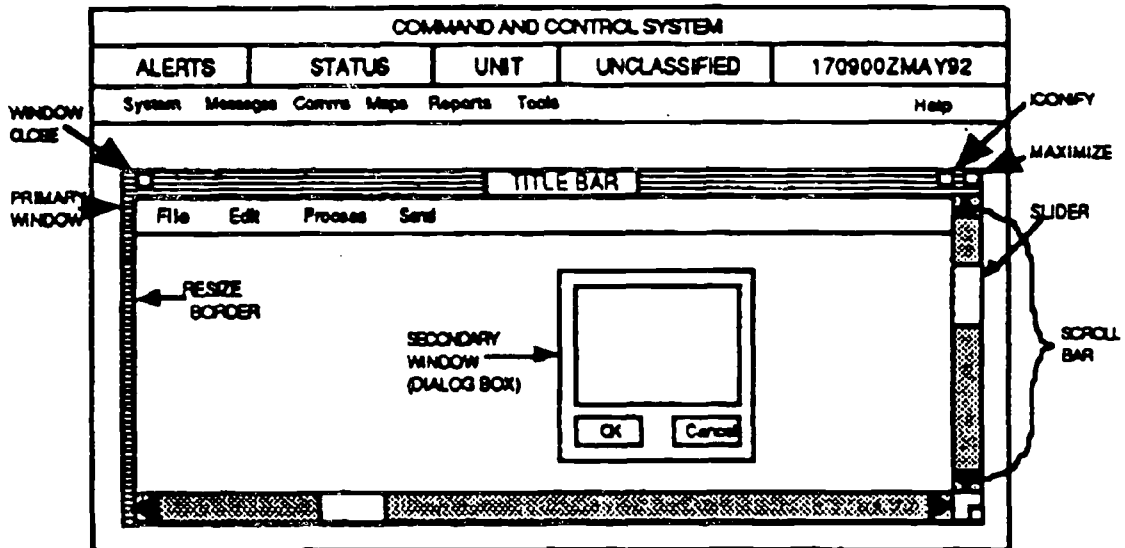 COMMAND AND CONTROL SYSTEM
ALERTS STATUS UNIT UNCLASSIFIED 170900ZMAY92
System Messages Comms Maps Reports Tools Help
WINDOW CLOSE
ICONIFY
MAXIMIZE
TITLE BAR
PRIMARY WINDOW
File Edit Process Send
SLIDER
RESIZE BORDER
SECONDARY WINDOW (DIALOG BOX)
SCROLL BAR
OK Cancel